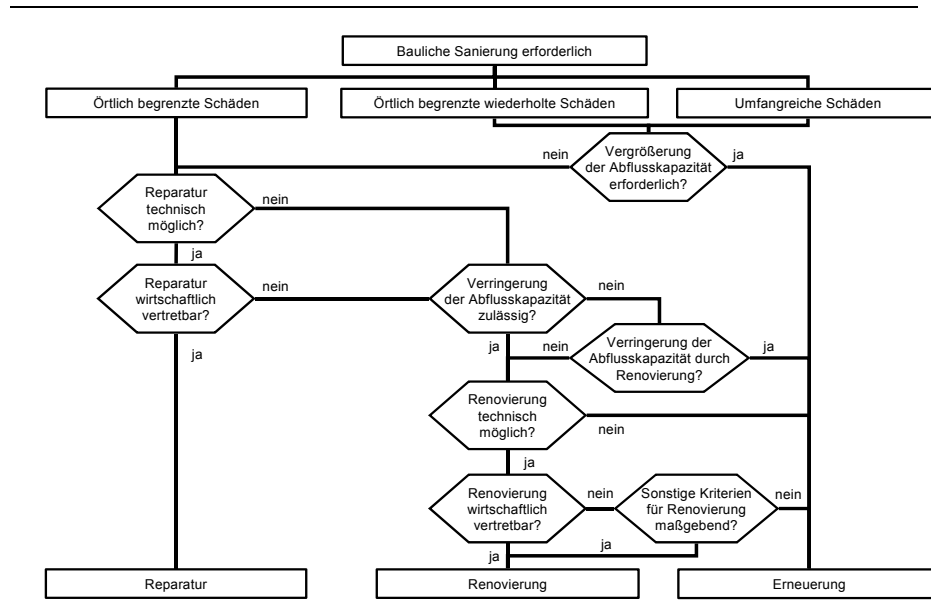 Bauliche Sanierung erforderlich
Örtlich begrenzte Schäden
Örtlich begrenzte wiederholte Schäden
Umfangreiche Schäden
nein
Vergrößerung
der Abflusskapazität
erforderlich?
ja
Reparatur
technisch
möglich?
nein
ja
Reparatur
wirtschaftlich
vertretbar?
nein
Verringerung
der Abflusskapazität
zulässig?
nein
ja
ja
nein
Verringerung der
Abflusskapazität durch
Renovierung?
ja
Renovierung
technisch
möglich?
nein
ja
Renovierung
wirtschaftlich
vertretbar?
nein
Sonstige Kriterien
für Renovierung
maßgebend?
nein
ja
ja
Reparatur
Renovierung
Erneuerung